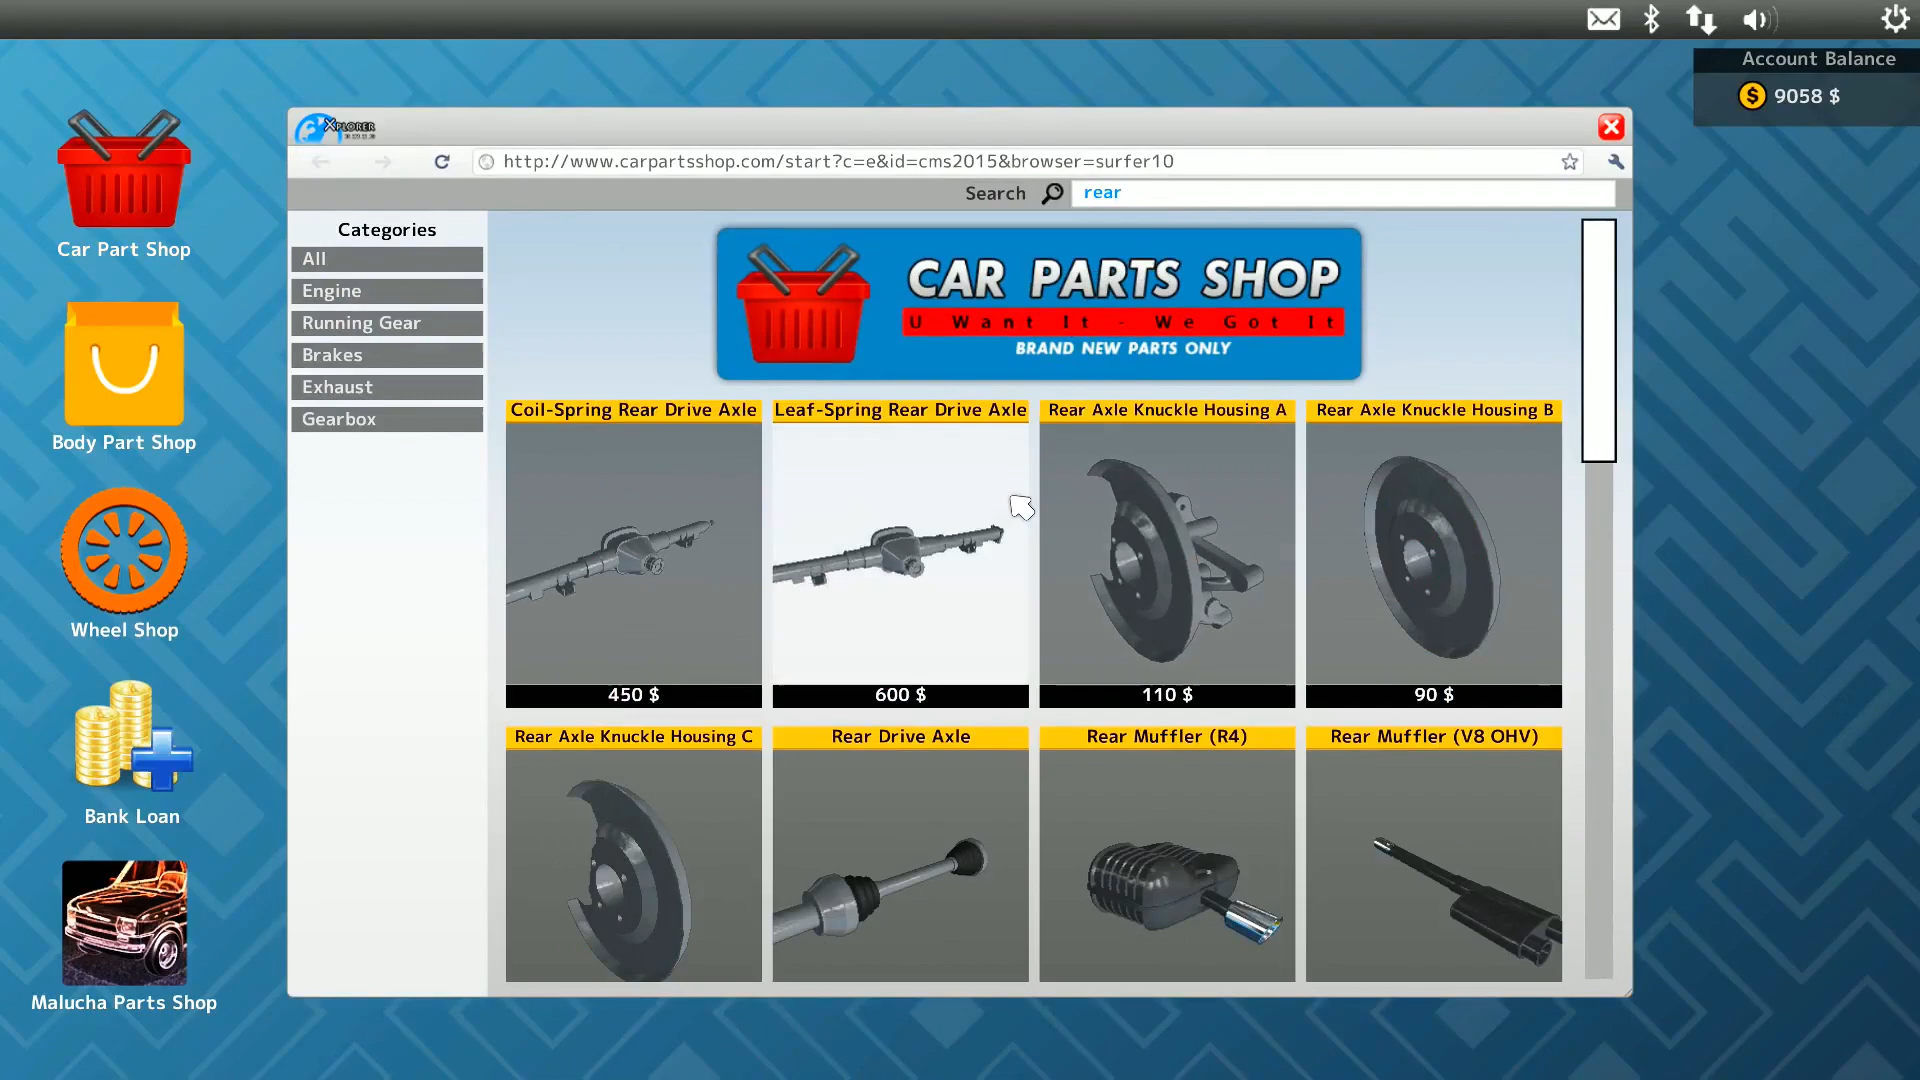 Account Balance
$ 9058 $
Car Part Shop
Body Part Shop
Wheel Shop
Bank Loan
Malucha Parts Shop
XPLORER
http://www.carpartsshop.com/start?c=e&id=cms2015&browser=surfer10
Search rear
Categories
All
Engine
Running Gear
Brakes
Exhaust
Gearbox
CAR PARTS SHOP
U Want It - We Got It
BRAND NEW PARTS ONLY
Coil-Spring Rear Drive Axle
450 $
Leaf-Spring Rear Drive Axle
600 $
Rear Axle Knuckle Housing A
110 $
Rear Axle Knuckle Housing B
90 $
Rear Axle Knuckle Housing C
Rear Drive Axle
Rear Muffler (R4)
Rear Muffler (V8 OHV)